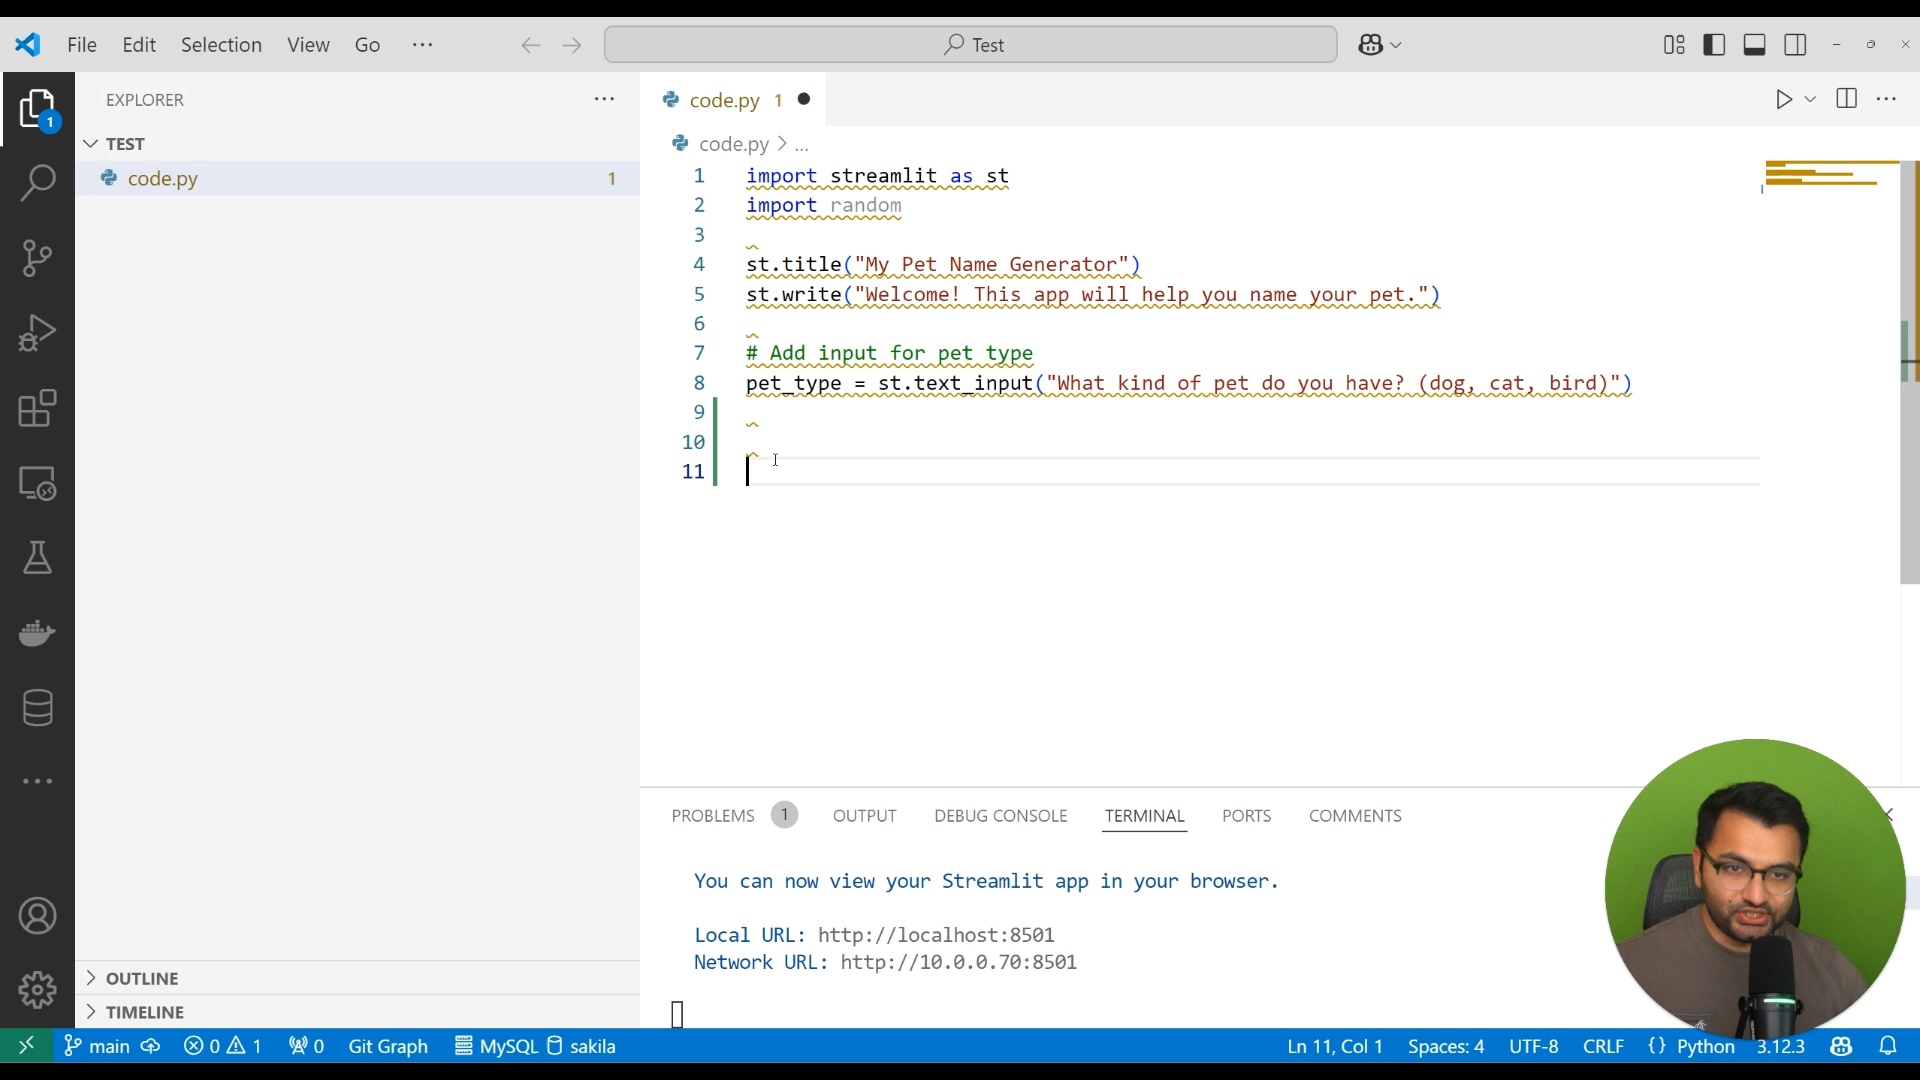 File Edit Selection View Go ...
Test
EXPLORER ...
TEST
code.py 1
1
code.py 1
code.py > ...
1 import streamlit as st
2 import random
3
4 st.title("My Pet Name Generator")
5 st.write("Welcome! This app will help you name your pet.")
6
7 # Add input for pet type
8 pet_type = st.text_input("What kind of pet do you have? (dog, cat, bird)")
9
10
11
PROBLEMS 1 OUTPUT DEBUG CONSOLE TERMINAL PORTS COMMENTS
You can now view your Streamlit app in your browser.
Local URL: http://localhost:8501
Network URL: http://10.0.0.70:8501
OUTLINE
TIMELINE
main 0 1 0 Git Graph MySQL sakila Ln 11, Col 1 Spaces: 4 UTF-8 CRLF {} Python 3.12.3